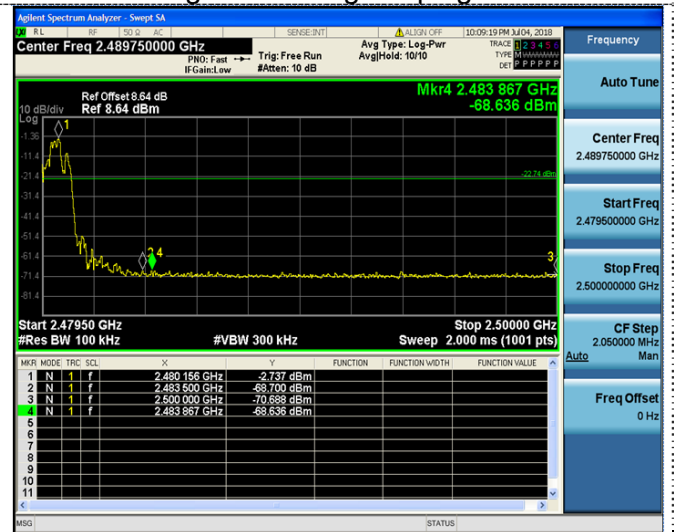 Agilent Spectrum Analyzer - Swept SA
RL RF 50 Ω AC SENSE:INT ALIGN OFF 10:09:19 PM Jul 04, 2018
Center Freq 2.489750000 GHz
PNO: Fast
IFGain:Low
Trig: Free Run
#Atten: 10 dB
Avg Type: Log-Pwr
Avg|Hold: 10/10
TRACE 1 2 3 4 5 6
TYPE M
DET P P P P P P
Ref Offset 8.64 dB
10 dB/div Ref 8.64 dBm
Log
Mkr4 2.483 867 GHz
-68.636 dBm
-1.36
-11.4
-21.4
-31.4
-41.4
-51.4
-61.4
-71.4
-81.4
1
-22.74 dBm
4
3
Start 2.47950 GHz
Stop 2.50000 GHz
#Res BW 100 kHz
#VBW 300 kHz
Sweep 2.000 ms (1001 pts)
MKR MODE TRC SCL X Y FUNCTION FUNCTION WIDTH FUNCTION VALUE
1 N 1 f 2.480 156 GHz -2.737 dBm
2 N 1 f 2.483 500 GHz -68.700 dBm
3 N 1 f 2.500 000 GHz -70.688 dBm
4 N 1 f 2.483 867 GHz -68.636 dBm
5
6
7
8
9
10
11
MSG
STATUS
Frequency
Auto Tune
Center Freq
2.489750000 GHz
Start Freq
2.479500000 GHz
Stop Freq
2.500000000 GHz
CF Step
2.050000 MHz
Auto Man
Freq Offset
0 Hz